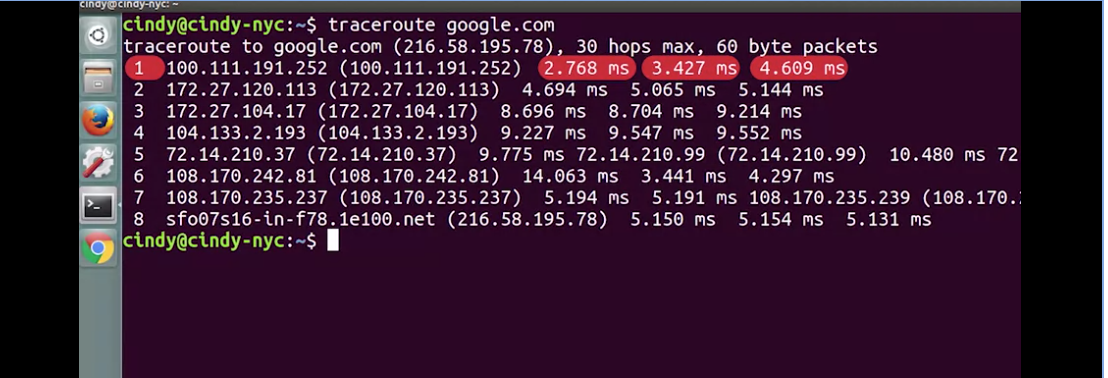 cindy@cindy-nyc: ~
cindy@cindy-nyc:~$ traceroute google.com
traceroute to google.com (216.58.195.78), 30 hops max, 60 byte packets
1 100.111.191.252 (100.111.191.252) 2.768 ms 3.427 ms 4.609 ms
2 172.27.120.113 (172.27.120.113) 4.694 ms 5.065 ms 5.144 ms
3 172.27.104.17 (172.27.104.17) 8.696 ms 8.704 ms 9.214 ms
4 104.133.2.193 (104.133.2.193) 9.227 ms 9.547 ms 9.552 ms
5 72.14.210.37 (72.14.210.37) 9.775 ms 72.14.210.99 (72.14.210.99) 10.480 ms 72
6 108.170.242.81 (108.170.242.81) 14.063 ms 3.441 ms 4.297 ms
7 108.170.235.237 (108.170.235.237) 5.194 ms 5.191 ms 108.170.235.239 (108.170.
8 sfo07s16-in-f78.1e100.net (216.58.195.78) 5.150 ms 5.154 ms 5.131 ms
cindy@cindy-nyc:~$